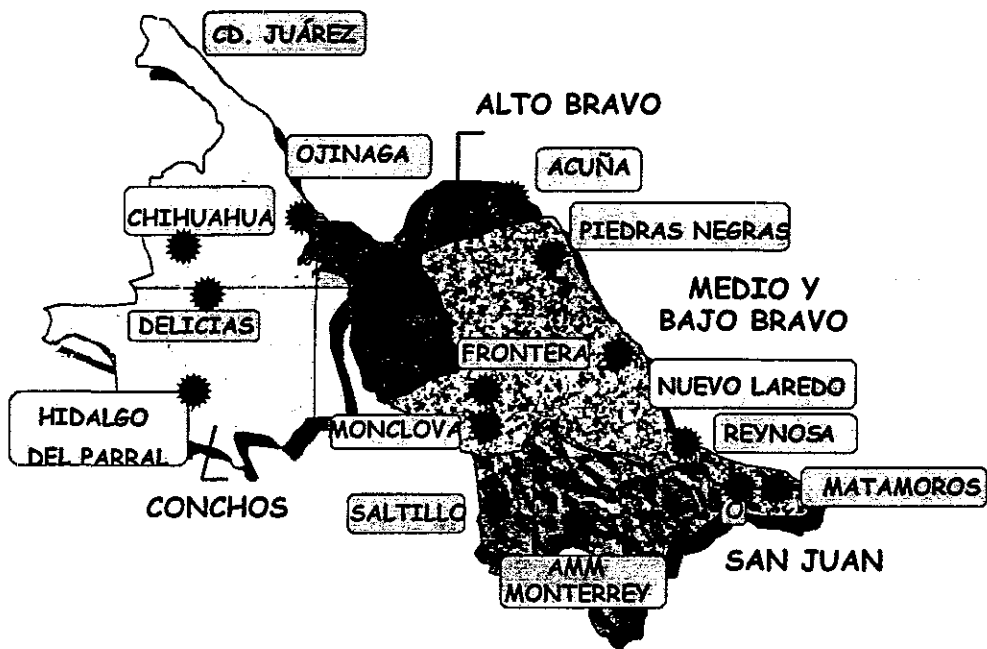 CD. JUÁREZ
ALTO BRAVO
OJINAGA
ACUÑA
CHIHUAHUA
PIEDRAS NEGRAS
MEDIO Y
BAJO BRAVO
DELICIAS
FRONTERA
NUEVO LAREDO
HIDALGO
DEL PARRAL
MONCLOVA
REYNOSA
CONCHOS
SALTILLO
MATAMOROS
O
SAN JUAN
AMM
MONTERREY